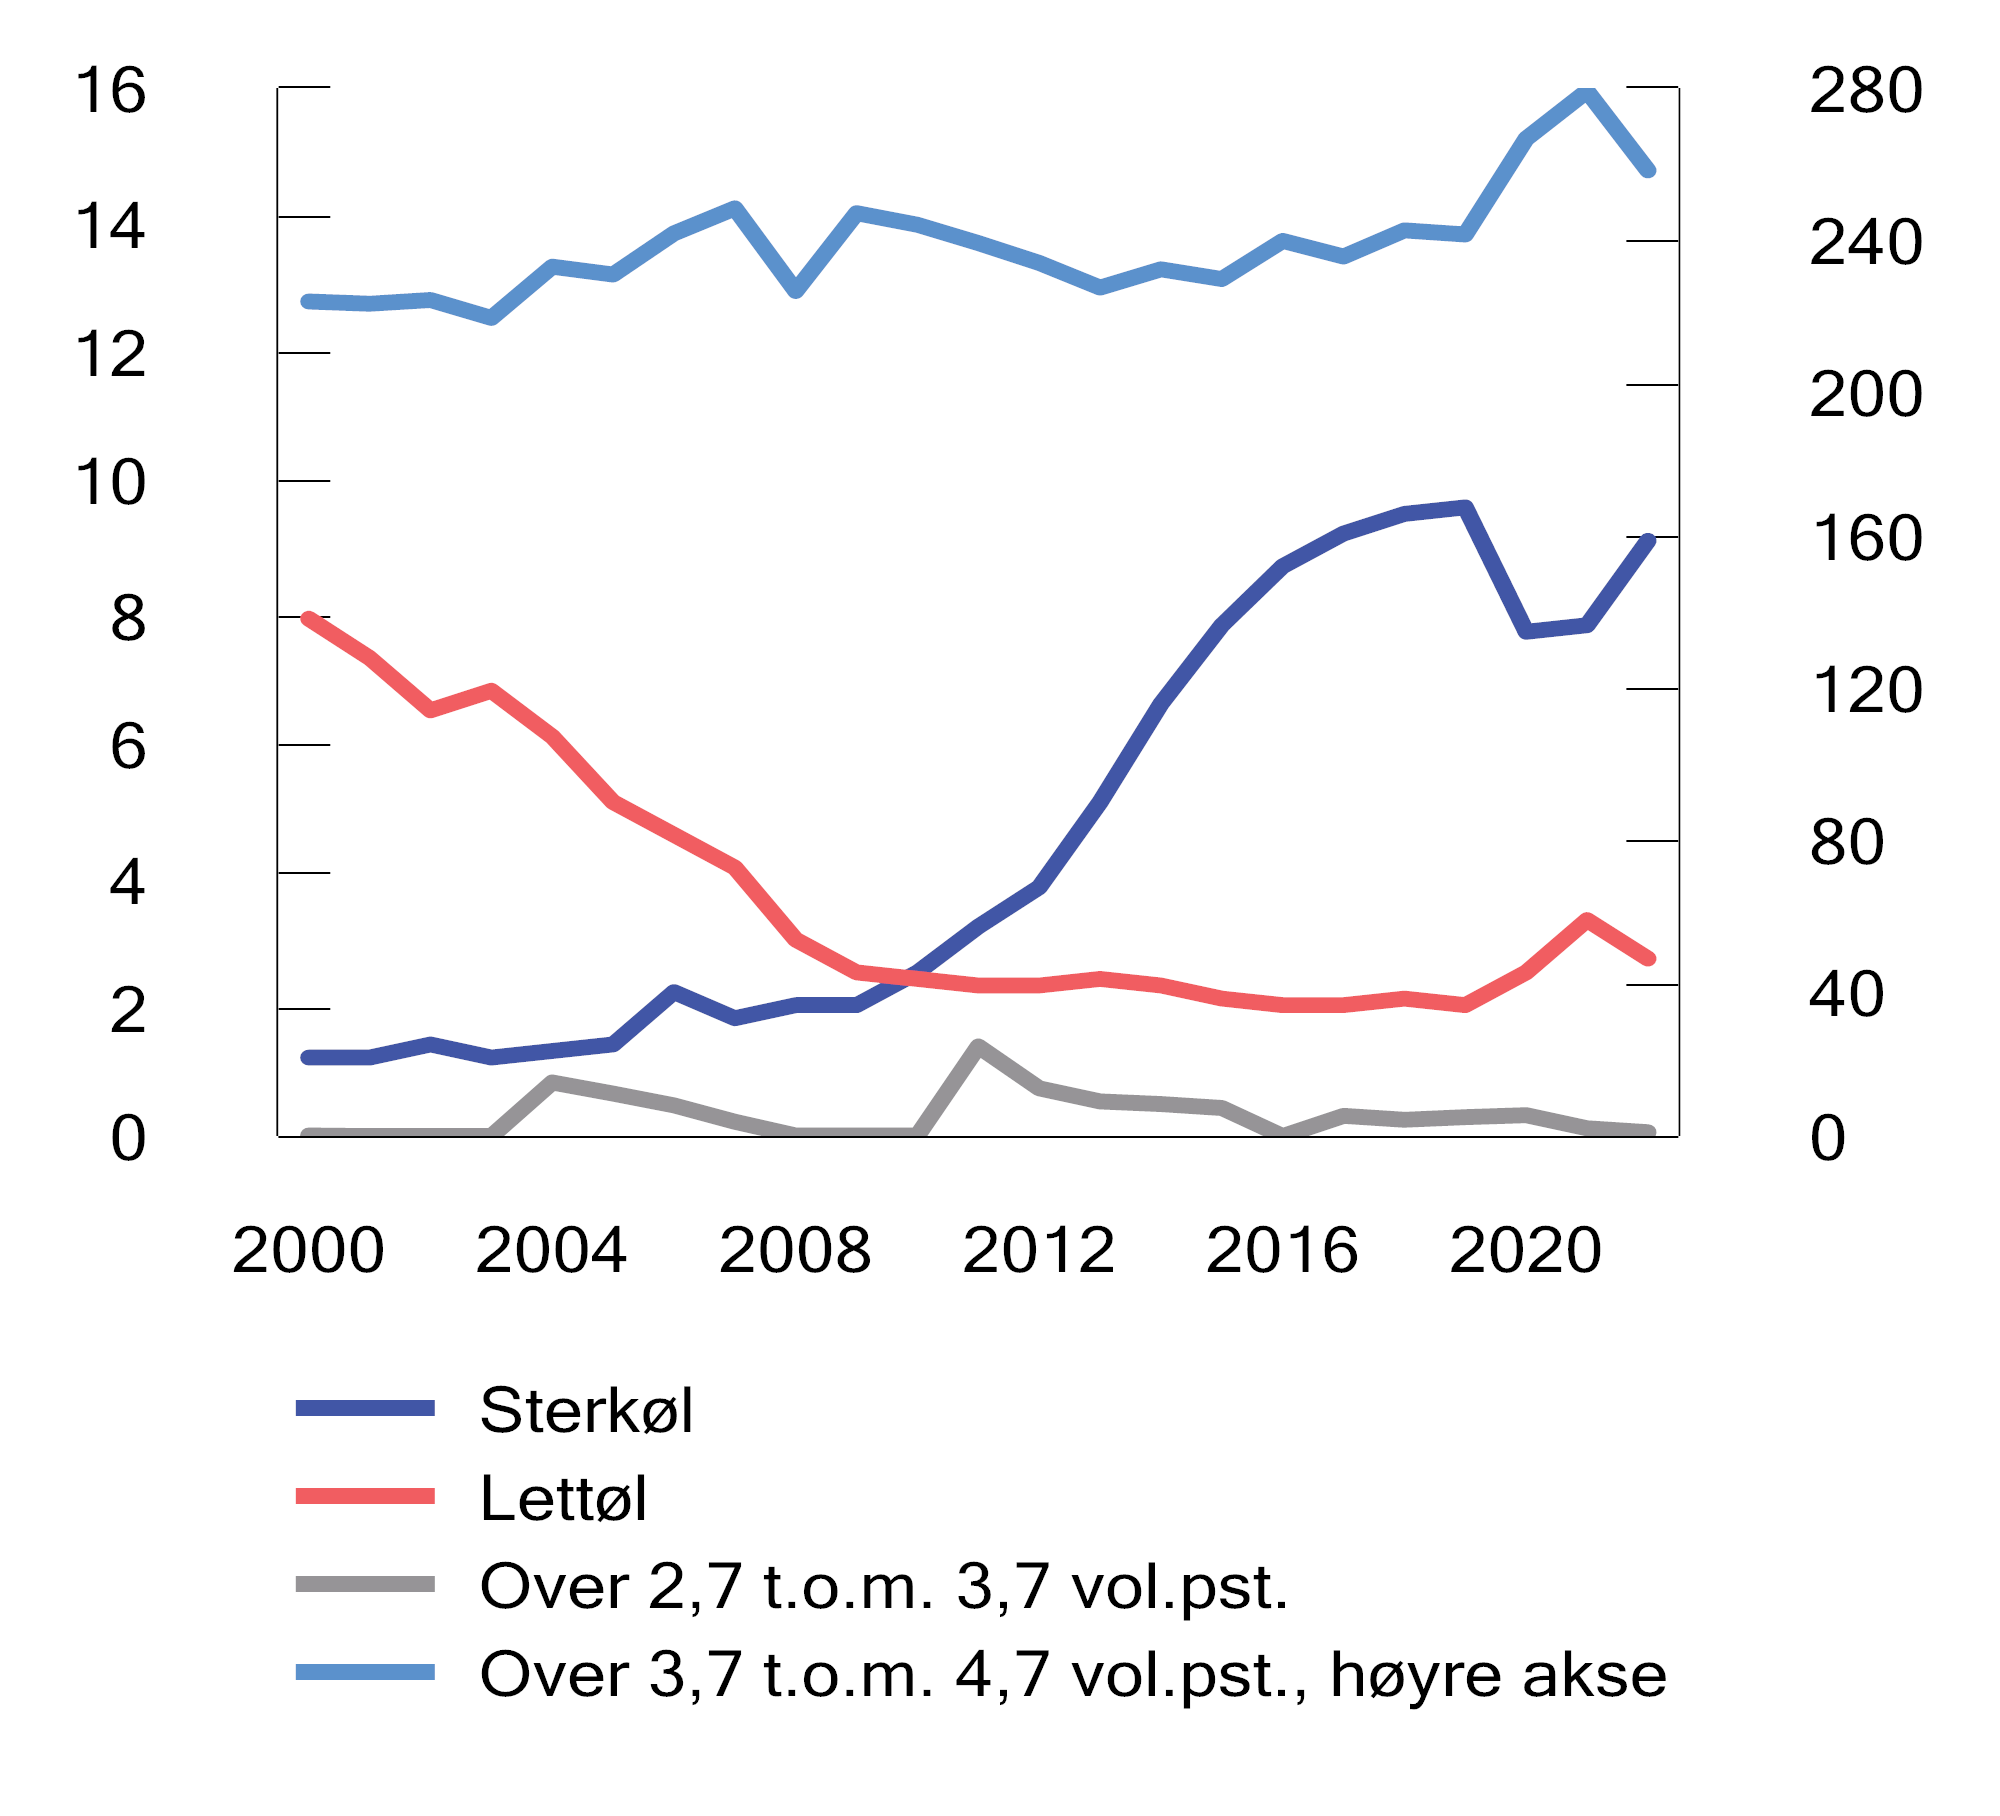 16 280
14 240
12 200
10 160
8 120
6 80
4 40
2
0 0
2000 2004 2008 2012 2016 2020
Sterkøl
Lettøl
Over 2,7 t.o.m. 3,7 vol.pst.
Over 3,7 t.o.m. 4,7 vol.pst., høyre akse